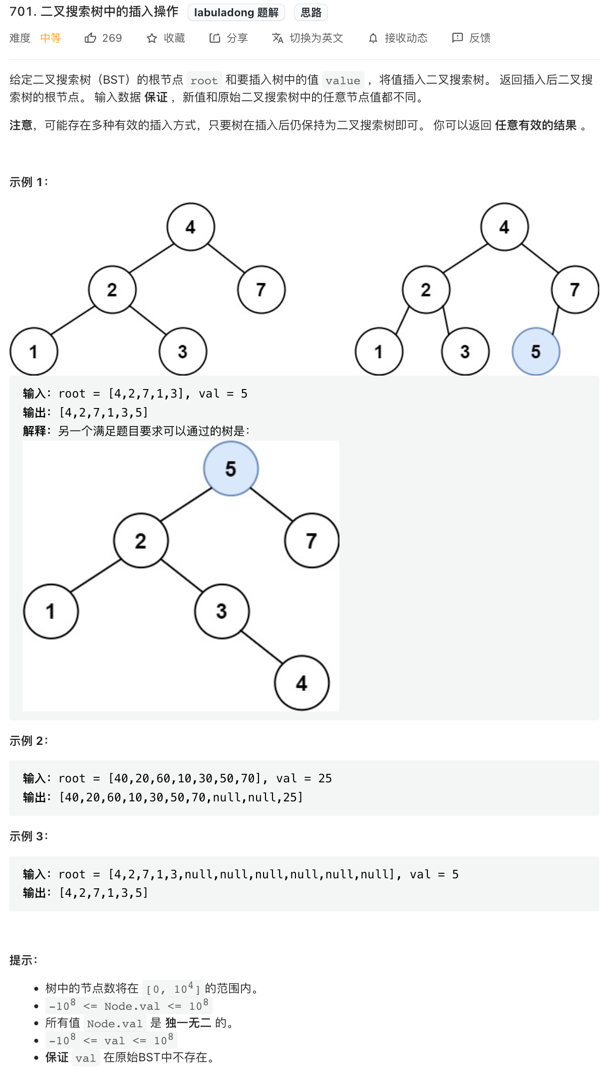 701. 二叉搜索树中的插入操作 labuladong 题解 思路
难度 中等 269 收藏 分享 切换为英文 接收动态 反馈
给定二叉搜索树（BST）的根节点 root 和要插入树中的值 value ，将值插入二叉搜索树。 返回插入后二叉搜
索树的根节点。 输入数据 保证 ，新值和原始二叉搜索树中的任意节点值都不同。
注意，可能存在多种有效的插入方式，只要树在插入后仍保持为二叉搜索树即可。 你可以返回 任意有效的结果 。
示例 1：
4 4
2 7 2 7
1 3 1 3 5
输入：root = [4,2,7,1,3], val = 5
输出：[4,2,7,1,3,5]
解释：另一个满足题目要求可以通过的树是：
5
2 7
1 3
4
示例 2：
输入：root = [40,20,60,10,30,50,70], val = 25
输出：[40,20,60,10,30,50,70,null,null,25]
示例 3：
输入：root = [4,2,7,1,3,null,null,null,null,null,null], val = 5
输出：[4,2,7,1,3,5]
提示：
• 树中的节点数将在 [0, 10⁴] 的范围内。
• -10⁸ <= Node.val <= 10⁸
• 所有值 Node.val 是 独一无二 的。
• -10⁸ <= val <= 10⁸
• 保证 val 在原始BST中不存在。